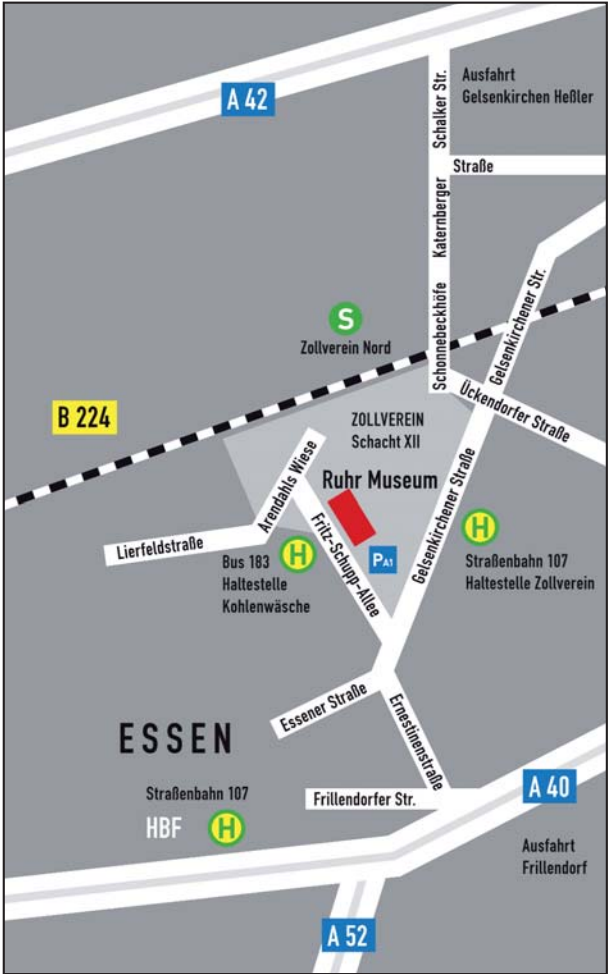 A 42
Schalker Str.
Ausfahrt
Gelsenkirchen Heßler
Straße
Katernberger
Schonnebeckhöfe
Gelsenkirchener Str.
S
Zollverein Nord
B 224
Ückendorfer Straße
ZOLLVEREIN
Schacht XII
Arendahls Wiese
Ruhr Museum
Gelsenkirchener Straße
Lierfeldstraße
H
Bus 183
Haltestelle
Kohlenwäsche
Fritz-Schupp-Allee
PA1
H
Straßenbahn 107
Haltestelle Zollverein
Essener Straße
Ernestinenstraße
ESSEN
Straßenbahn 107
HBF
H
Frillendorfer Str.
A 40
Ausfahrt
Frillendorf
A 52